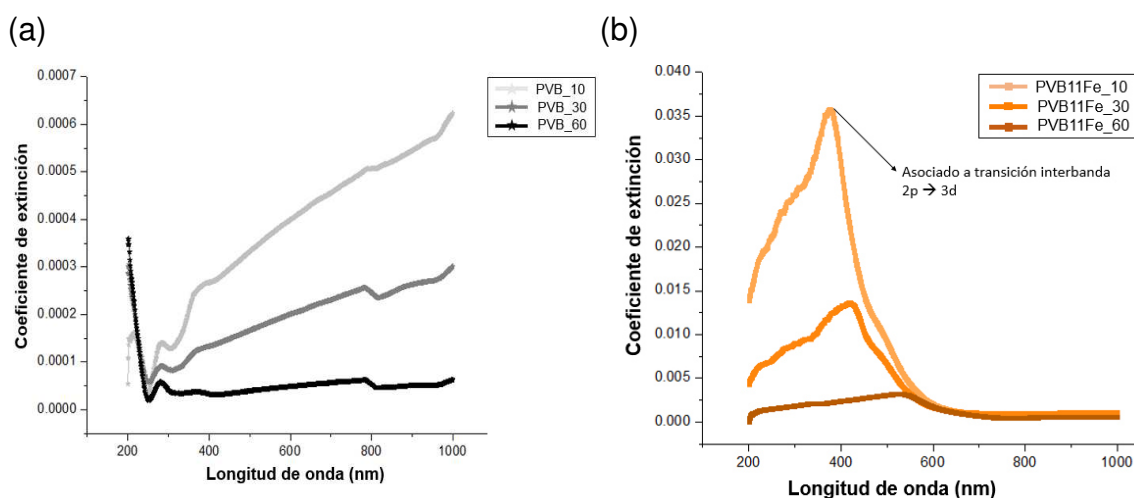 (a)
0.0007
0.0006
0.0005
0.0004
0.0003
0.0002
0.0001
0.0000
Coeficiente de extinción
200
400
600
800
1000
Longitud de onda (nm)
PVB_10
PVB_30
PVB_60
(b)
0.040
0.035
0.030
0.025
0.020
0.015
0.010
0.005
0.000
Coeficiente de extinción
200
400
600
800
1000
Longitud de onda (nm)
PVB11Fe_10
PVB11Fe_30
PVB11Fe_60
Asociado a transición interbanda
2p → 3d